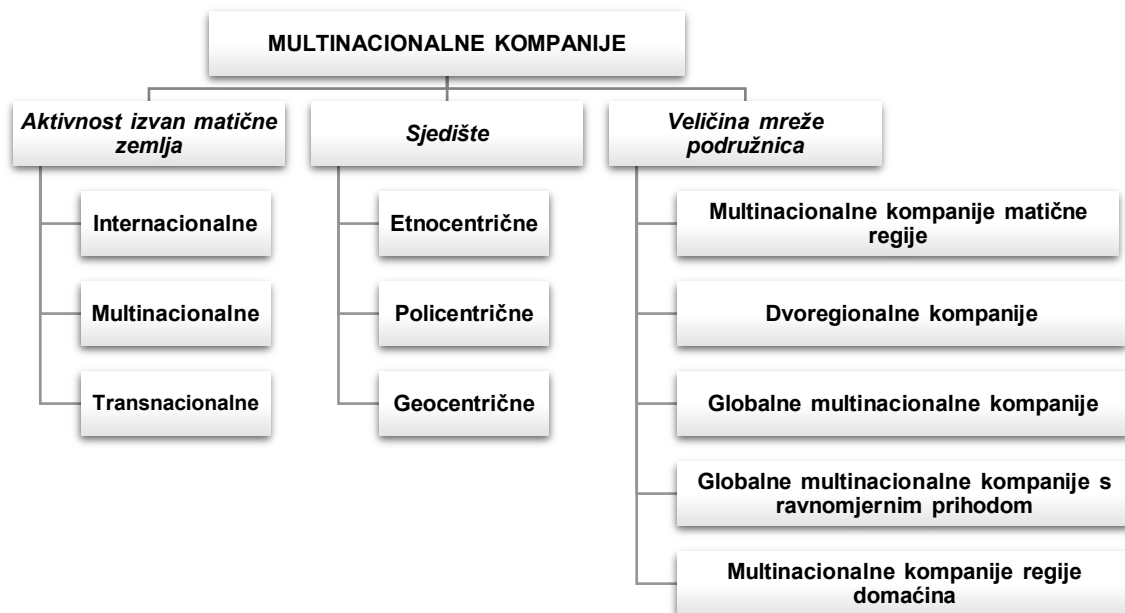 MULTINACIONALNE KOMPANIJE
Aktivnost izvan matične
zemlja
Internacionalne
Multinacionalne
Transnacionalne
Sjedište
Etnocentrične
Policentrične
Geocentrične
Veličina mreže
podružnica
Multinacionalne kompanije matične
regije
Dvoregionalne kompanije
Globalne multinacionalne kompanije
Globalne multinacionalne kompanije s
ravnomjernim prihodom
Multinacionalne kompanije regije
domaćina